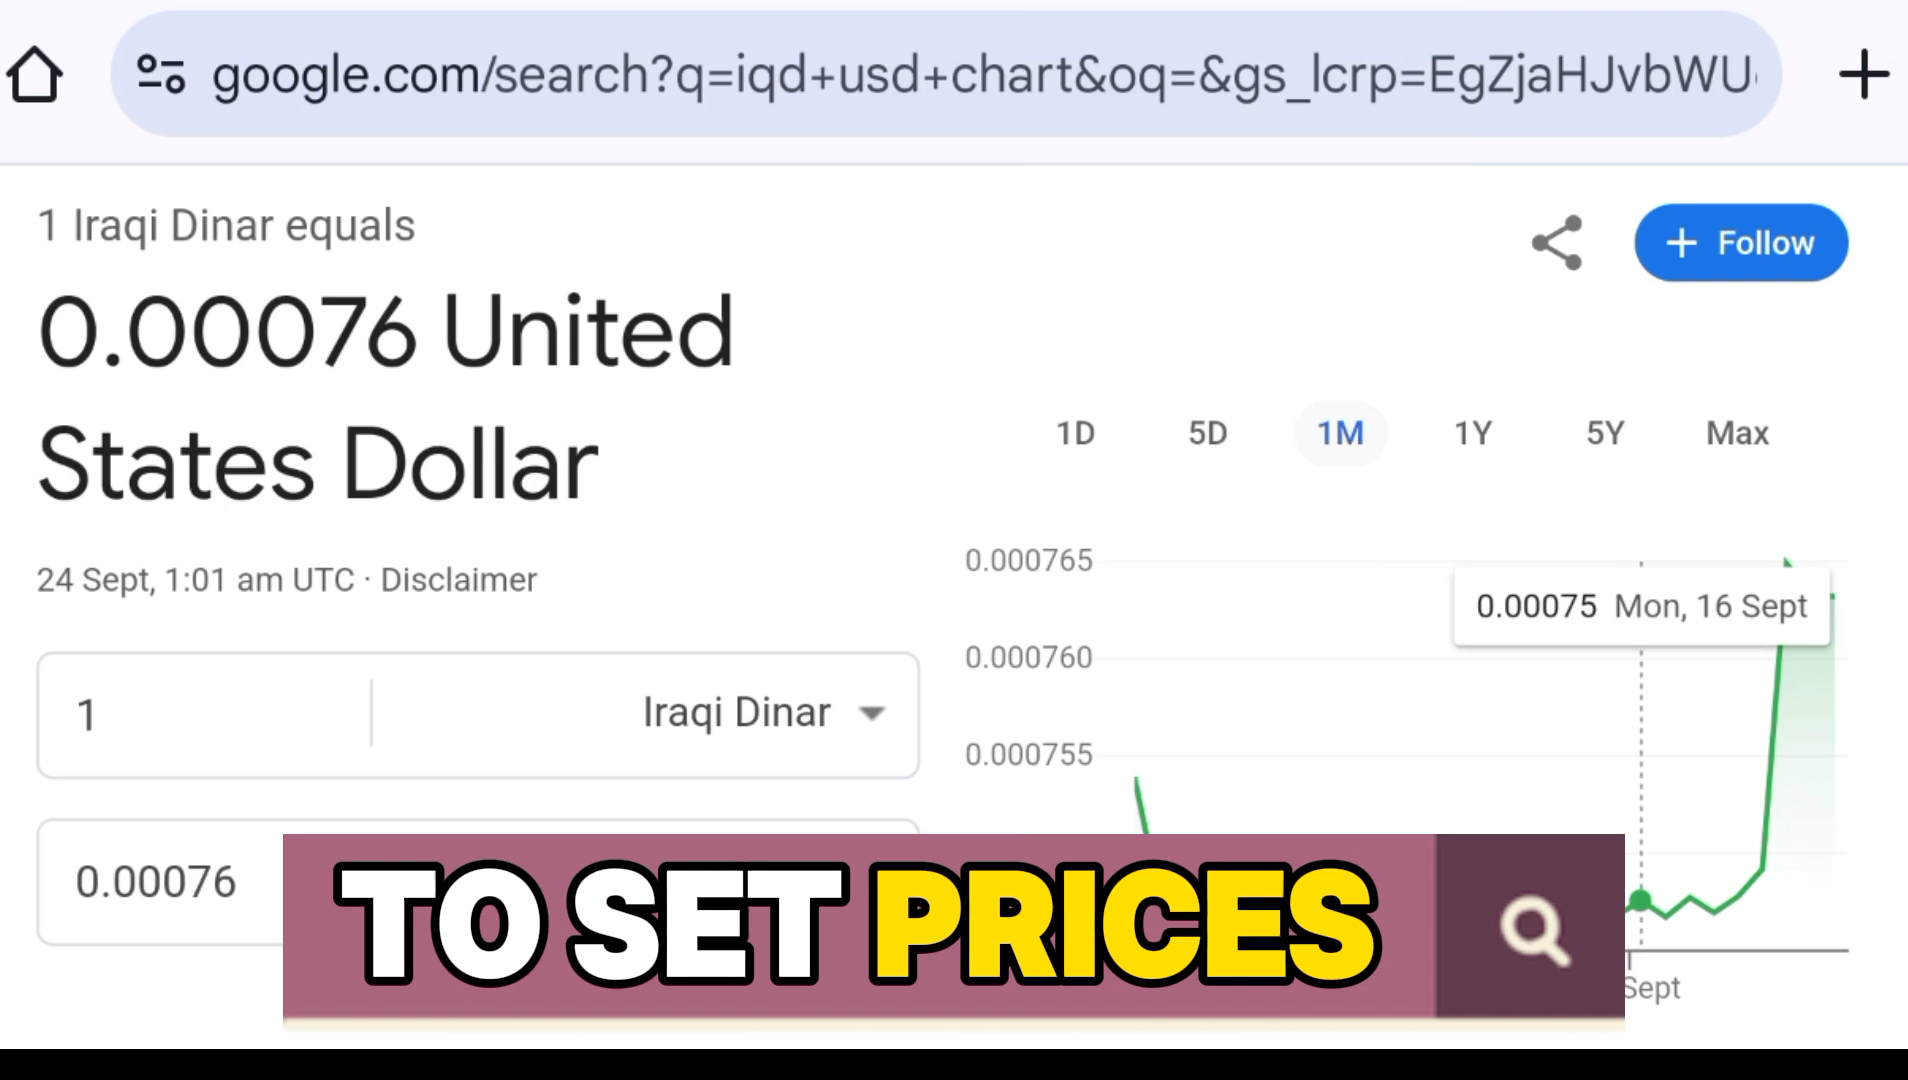 google.com/search?q=iqd+usd+chart&oq=&gs_lcrp=EgZjaHJvbWU
1 Iraqi Dinar equals
0.00076 United
States Dollar
24 Sept, 1:01 am UTC · Disclaimer
+ Follow
1D 5D 1M 1Y 5Y Max
0.000765
0.00075 Mon, 16 Sept
0.000760
0.000755
1 Iraqi Dinar
0.00076
TO SET PRICES
Sept